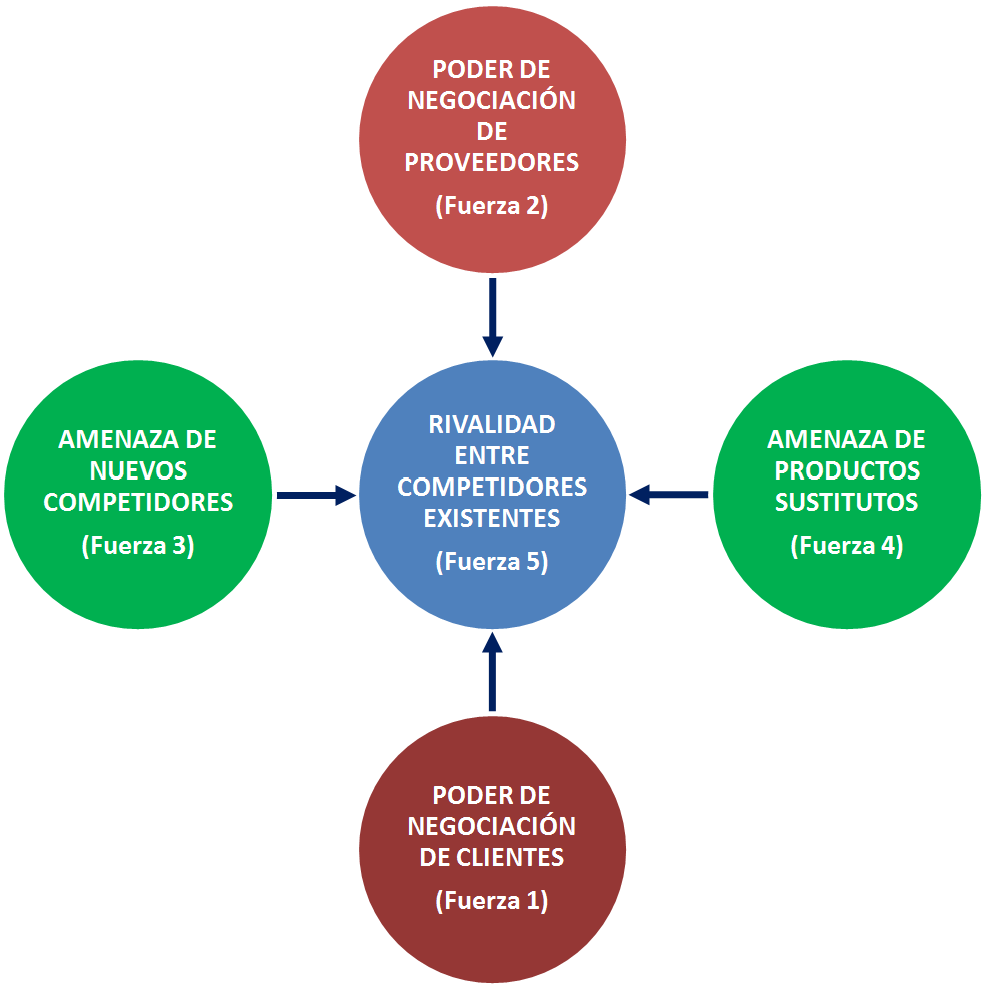 PODER DE
NEGOCIACIÓN
DE
PROVEEDORES
(Fuerza 2)
AMENAZA DE
NUEVOS
COMPETIDORES
(Fuerza 3)
RIVALIDAD
ENTRE
COMPETIDORES
EXISTENTES
(Fuerza 5)
AMENAZA DE
PRODUCTOS
SUSTITUTOS
(Fuerza 4)
PODER DE
NEGOCIACIÓN
DE CLIENTES
(Fuerza 1)